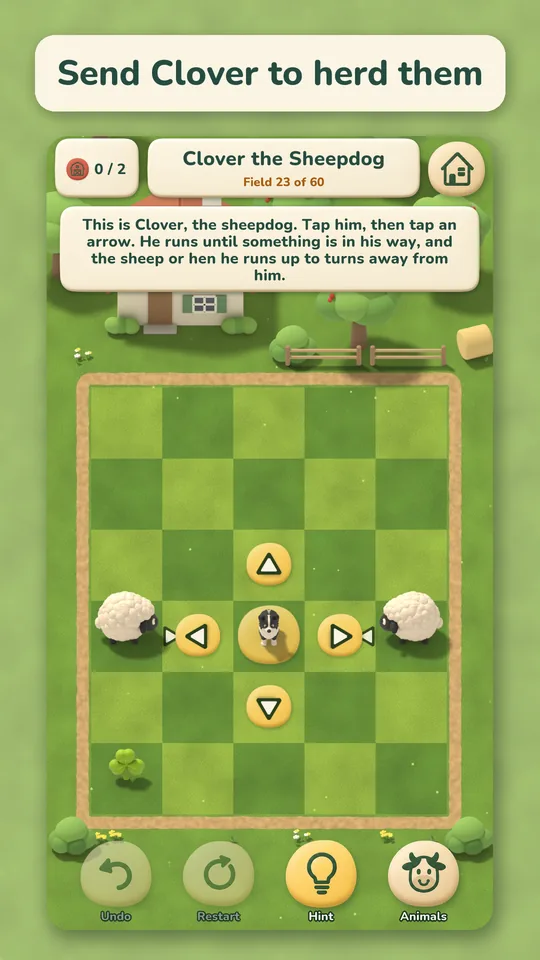 Send Clover to herd them
0 / 2
Clover the Sheepdog
Field 23 of 60
This is Clover, the sheepdog. Tap him, then tap an
arrow. He runs until something is in his way, and
the sheep or hen he runs up to turns away from
him.
Undo
Restart
Hint
Animals